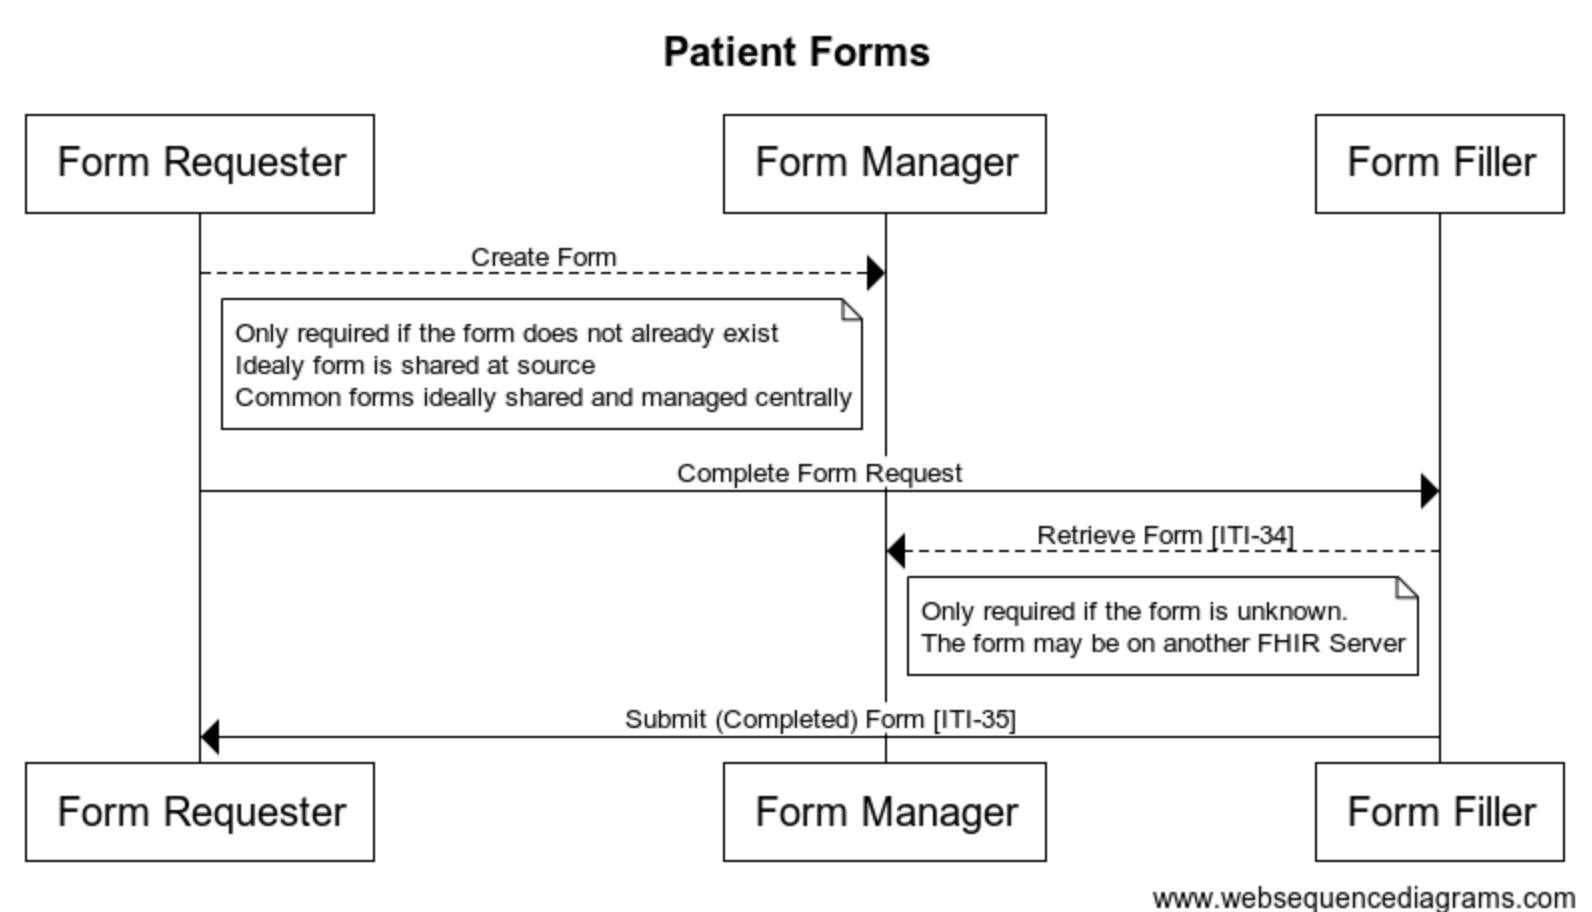 Patient Forms
Form Requester
Form Manager
Form Filler
Create Form
Only required if the form does not already exist
Idealy form is shared at source
Common forms ideally shared and managed centrally
Complete Form Request
Retrieve Form [ITI-34]
Only required if the form is unknown.
The form may be on another FHIR Server
Submit (Completed) Form [ITI-35]
Form Requester
Form Manager
Form Filler
www.websequencediagrams.com